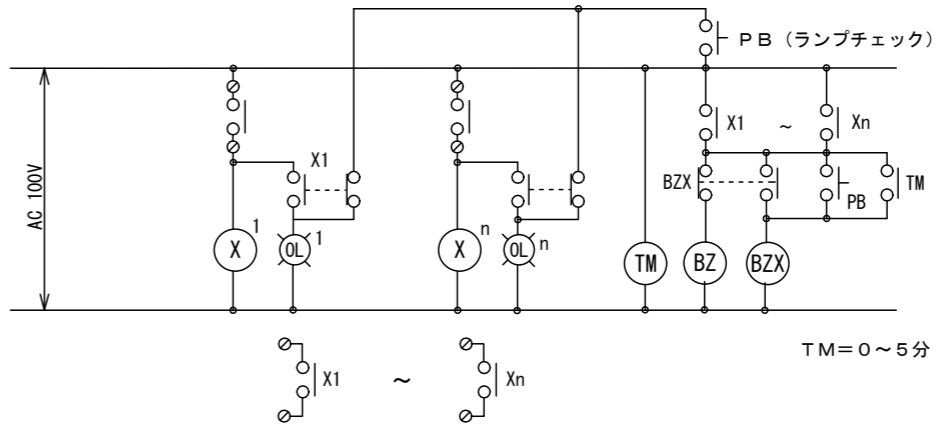 PB（ランプチェック）
AC 100V
X1 ～ Xn
X1
BZX
PB
TM
X 1
OL 1
X n
OL n
TM
BZ
BZX
TM＝0～5分
X1 ～ Xn